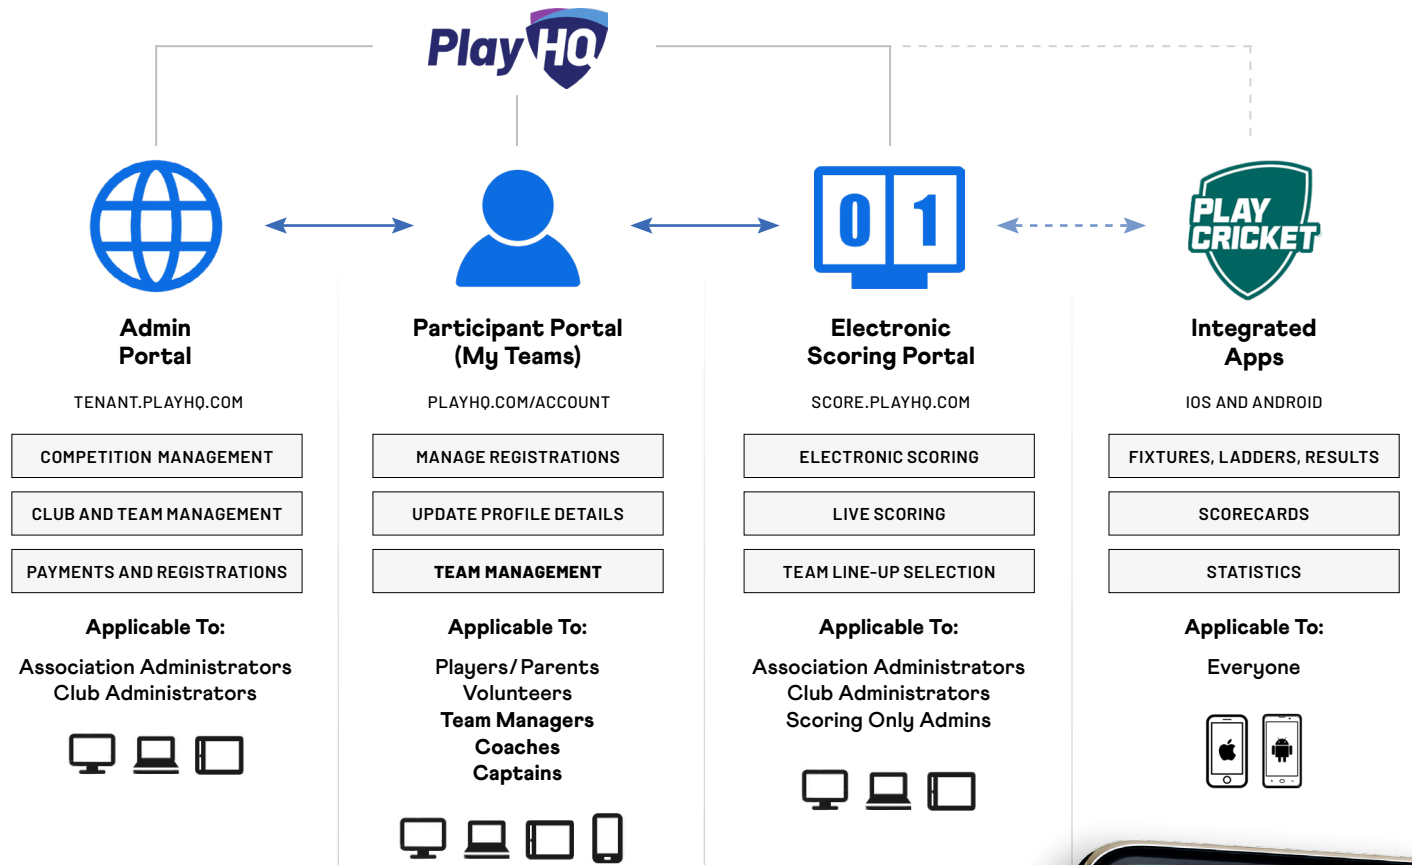 Play HQ
0 1
PLAY
CRICKET
Admin
Portal
TENANT.PLAYHQ.COM
COMPETITION MANAGEMENT
CLUB AND TEAM MANAGEMENT
PAYMENTS AND REGISTRATIONS
Applicable To:
Association Administrators
Club Administrators
Participant Portal
(My Teams)
PLAYHQ.COM/ACCOUNT
MANAGE REGISTRATIONS
UPDATE PROFILE DETAILS
TEAM MANAGEMENT
Applicable To:
Players/Parents
Volunteers
Team Managers
Coaches
Captains
Electronic
Scoring Portal
SCORE.PLAYHQ.COM
ELECTRONIC SCORING
LIVE SCORING
TEAM LINE-UP SELECTION
Applicable To:
Association Administrators
Club Administrators
Scoring Only Admins
Integrated
Apps
IOS AND ANDROID
FIXTURES, LADDERS, RESULTS
SCORECARDS
STATISTICS
Applicable To:
Everyone